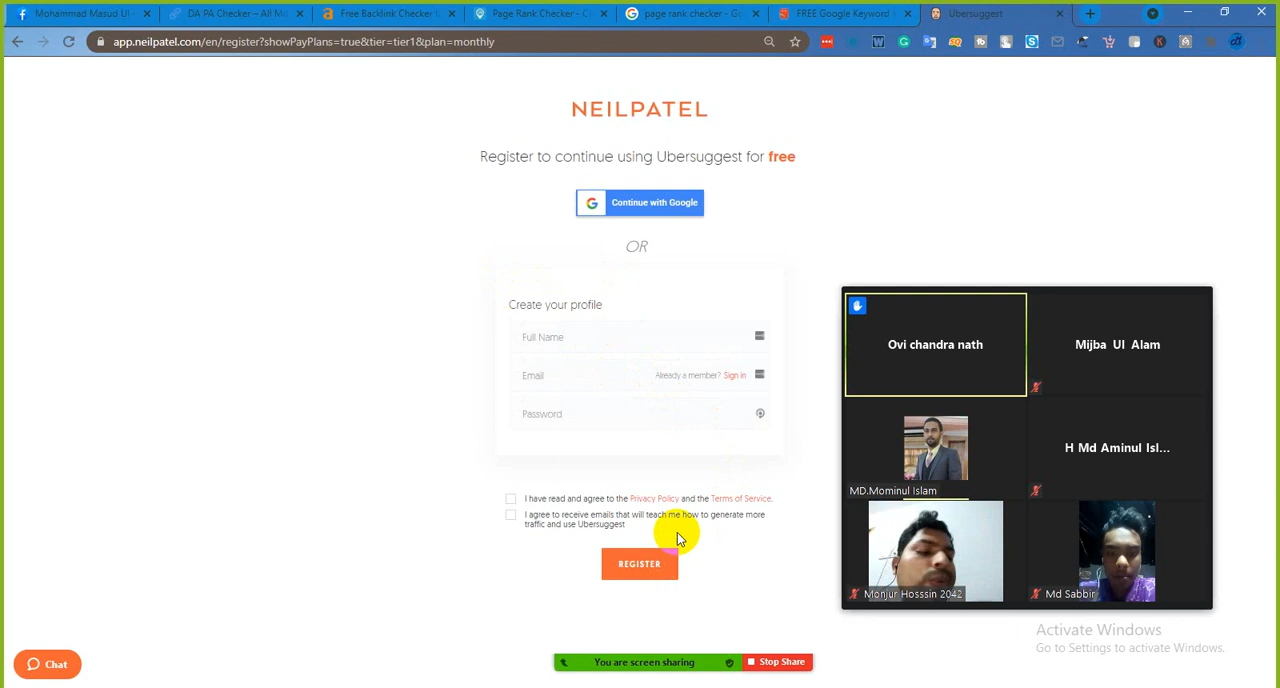 Mohammad Masud Ul
DA PA Checker – All M
Free Backlink Checker
Page Rank Checker - C
page rank checker - G
FREE Google Keyword
Ubersuggest
app.neilpatel.com/en/register?showPayPlans=true&tier=tier1&plan=monthly
NEILPATEL
Register to continue using Ubersuggest for free
Continue with Google
OR
Create your profile
Full Name
Email
Already a member? Sign in
Password
I have read and agree to the Privacy Policy and the Terms of Service.
I agree to receive emails that will teach me how to generate more
traffic and use Ubersuggest
REGISTER
Ovi chandra nath
Mijba Ul Alam
MD.Mominul Islam
H Md Aminul Isl...
Monjur Hosssin 2042
Md Sabbir
Activate Windows
Go to Settings to activate Windows.
Chat
You are screen sharing
Stop Share